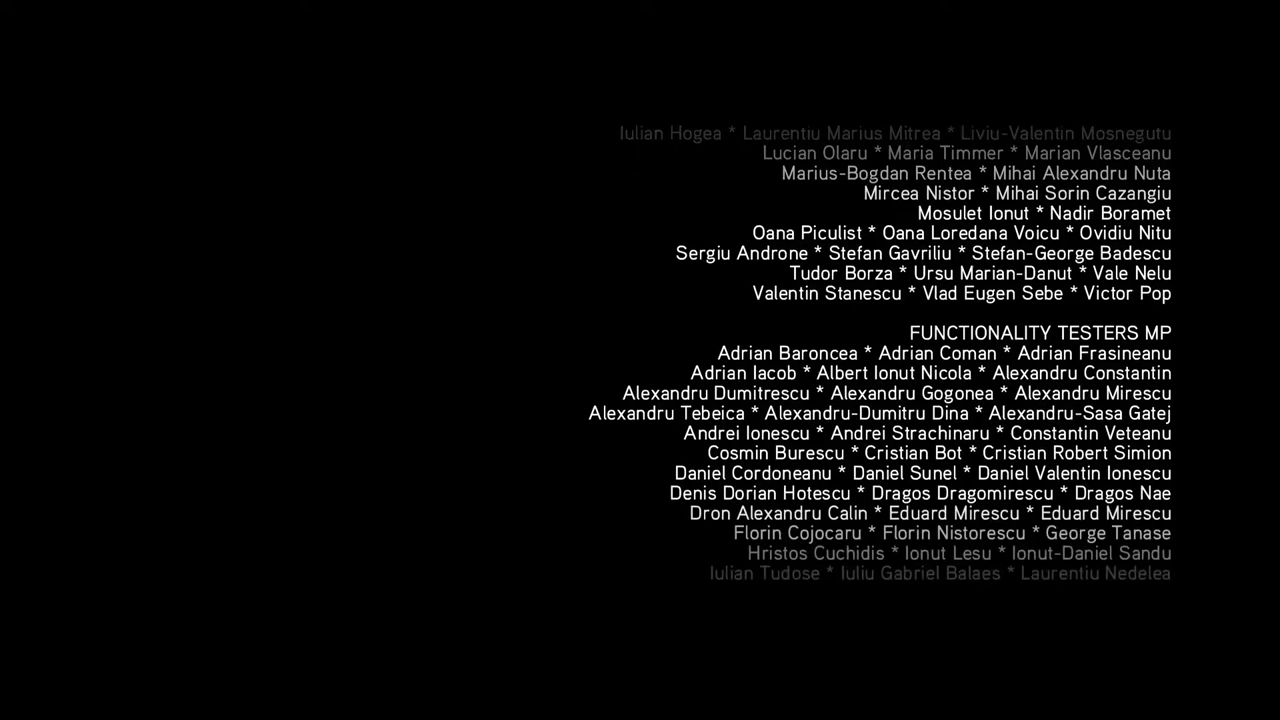 Iulian Hogea * Laurentiu Marius Mitrea * Liviu-Valentin Mosnegutu
Lucian Olaru * Maria Timmer * Marian Vlasceanu
Marius-Bogdan Rentea * Mihai Alexandru Nuta
Mircea Nistor * Mihai Sorin Cazangiu
Mosulet Ionut * Nadir Boramet
Oana Piculist * Oana Loredana Voicu * Ovidiu Nitu
Sergiu Androne * Stefan Gavriliu * Stefan-George Badescu
Tudor Borza * Ursu Marian-Danut * Vale Nelu
Valentin Stanescu * Vlad Eugen Sebe * Victor Pop
FUNCTIONALITY TESTERS MP
Adrian Baroncea * Adrian Coman * Adrian Frasineanu
Adrian Iacob * Albert Ionut Nicola * Alexandru Constantin
Alexandru Dumitrescu * Alexandru Gogonea * Alexandru Mirescu
Alexandru Tebeica * Alexandru-Dumitru Dina * Alexandru-Sasa Gatej
Andrei Ionescu * Andrei Strachinaru * Constantin Veteanu
Cosmin Burescu * Cristian Bot * Cristian Robert Simion
Daniel Cordoneanu * Daniel Sunel * Daniel Valentin Ionescu
Denis Dorian Hotescu * Dragos Dragomirescu * Dragos Nae
Dron Alexandru Calin * Eduard Mirescu * Eduard Mirescu
Florin Cojocaru * Florin Nistorescu * George Tanase
Hristos Cuchidis * Ionut Lesu * Ionut-Daniel Sandu
Iulian Tudose * Iuliu Gabriel Balaes * Laurentiu Nedelea